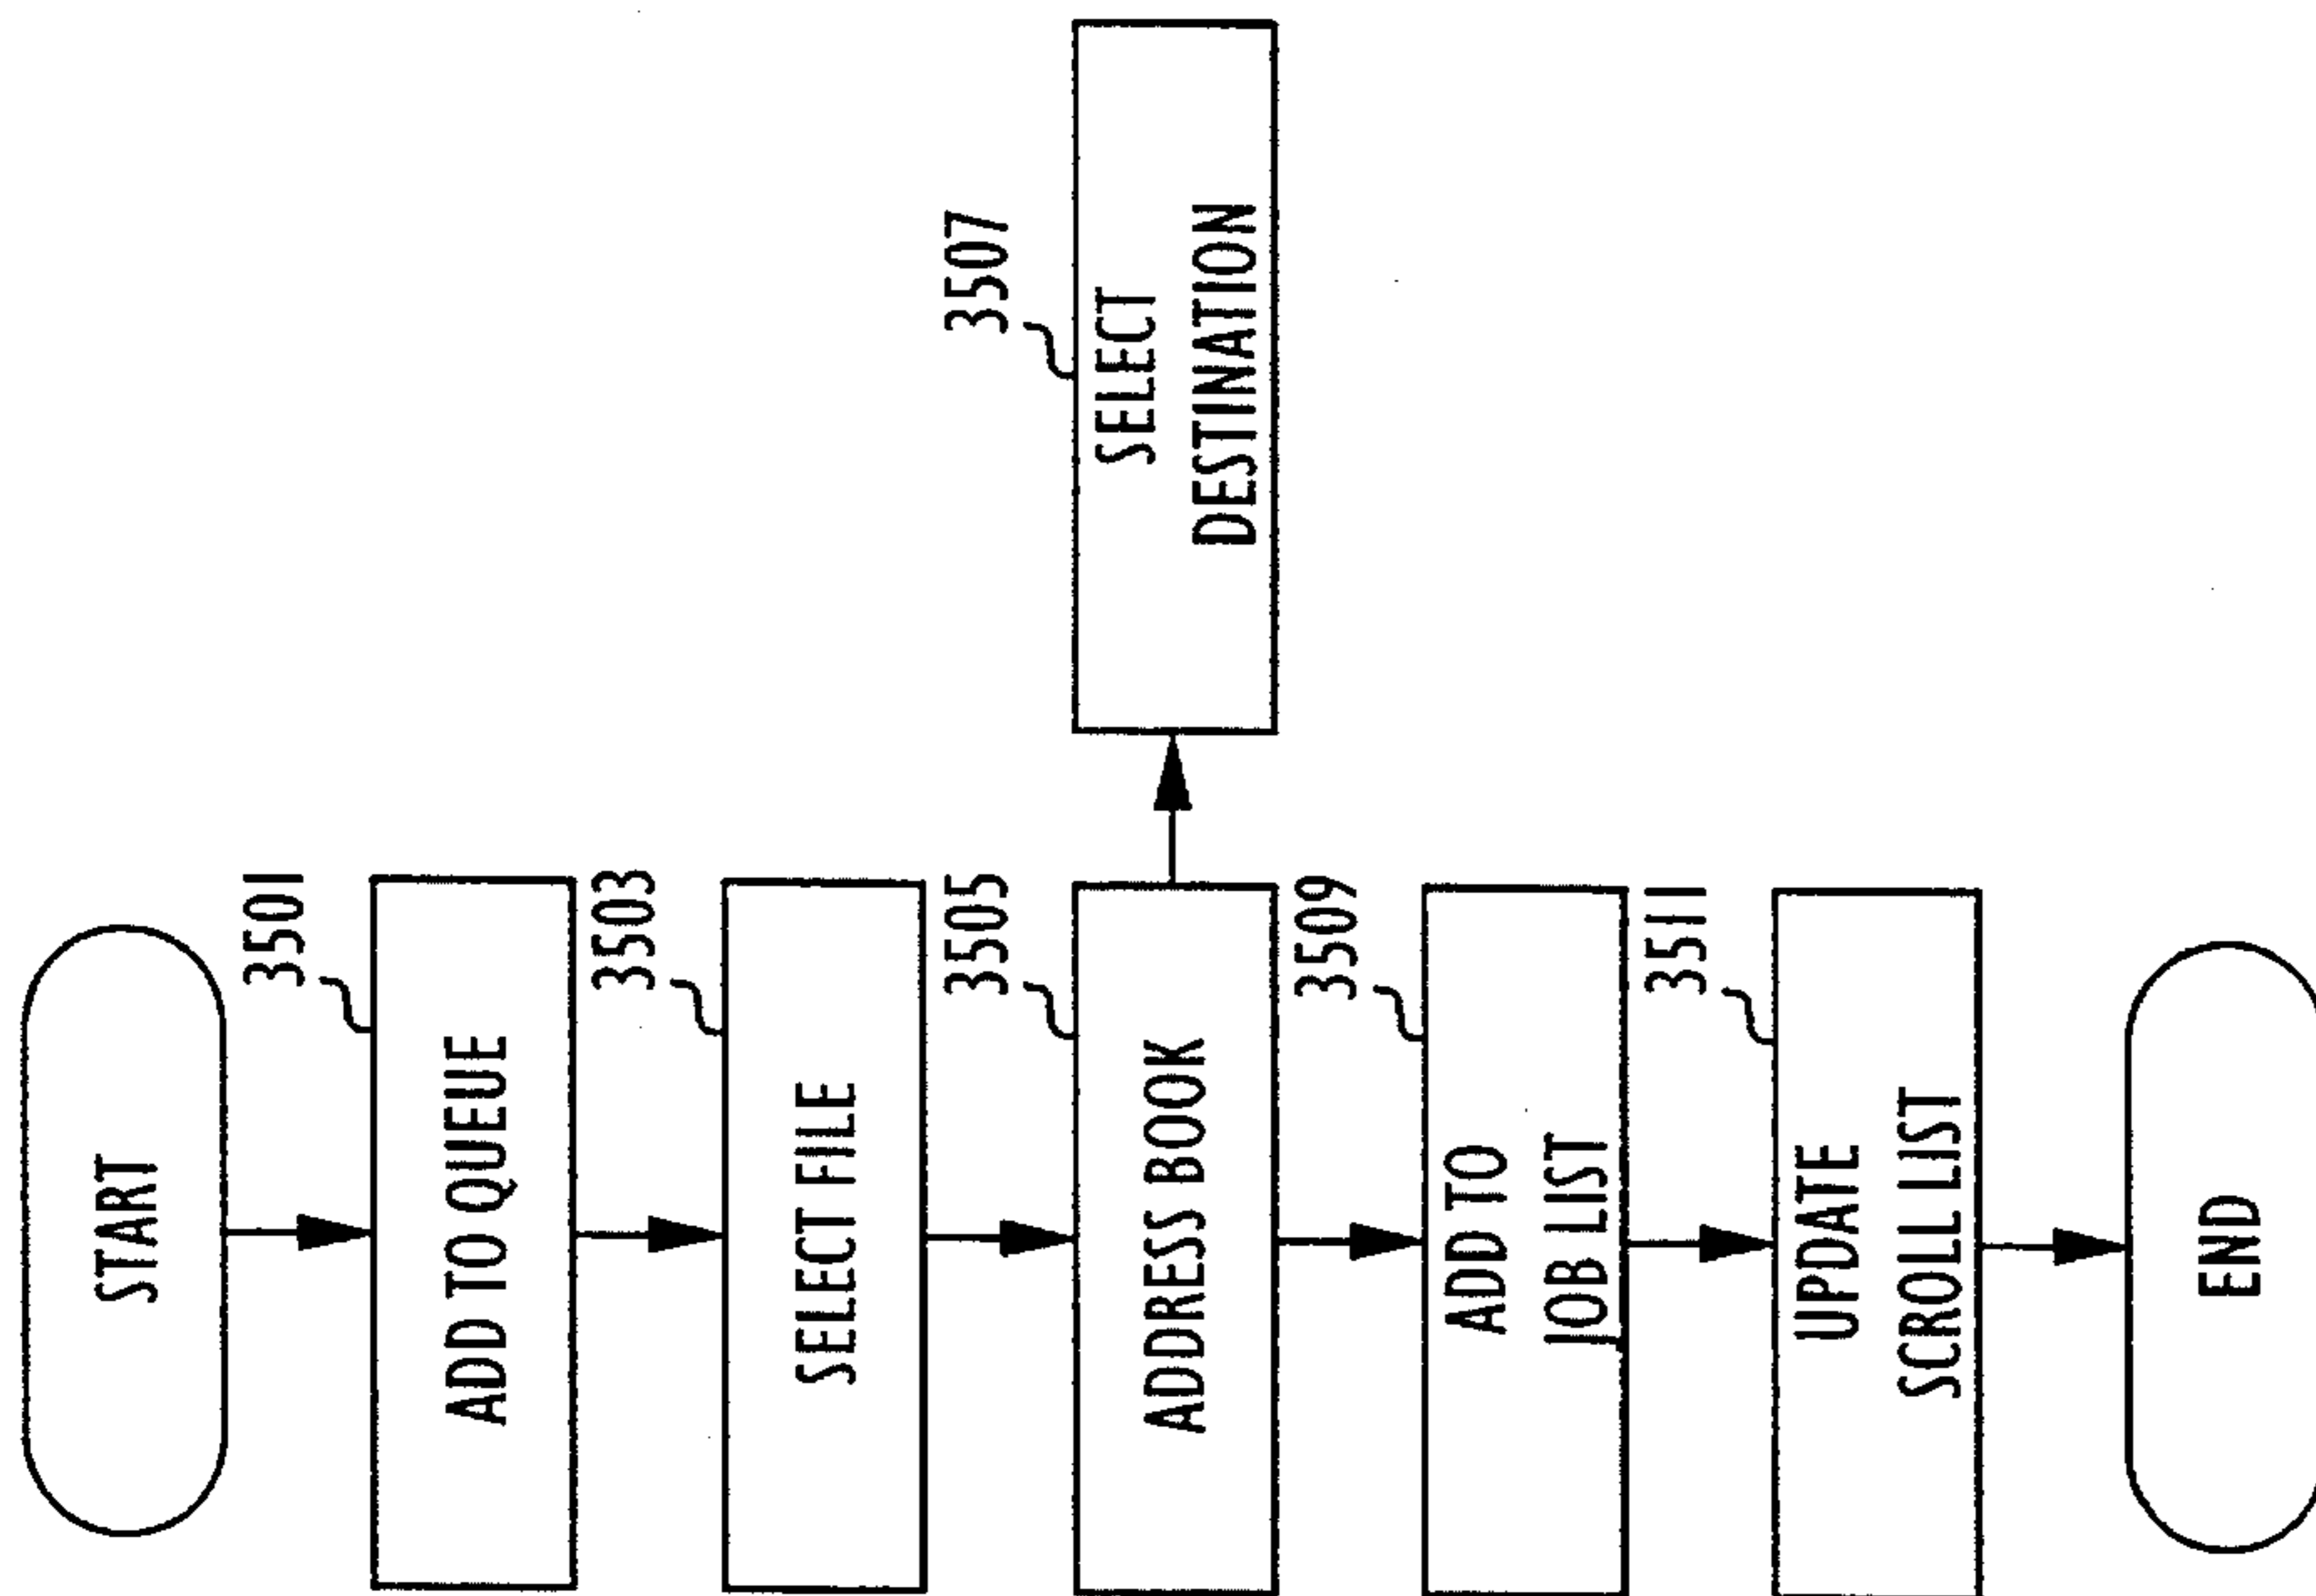 START
3501
ADD TO QUEUE
3503
SELECT FILE
3505
ADDRESS BOOK
3507
SELECT
DESTINATION
3509
ADD TO
JOB LIST
3511
UPDATE
SCROLL LIST
END